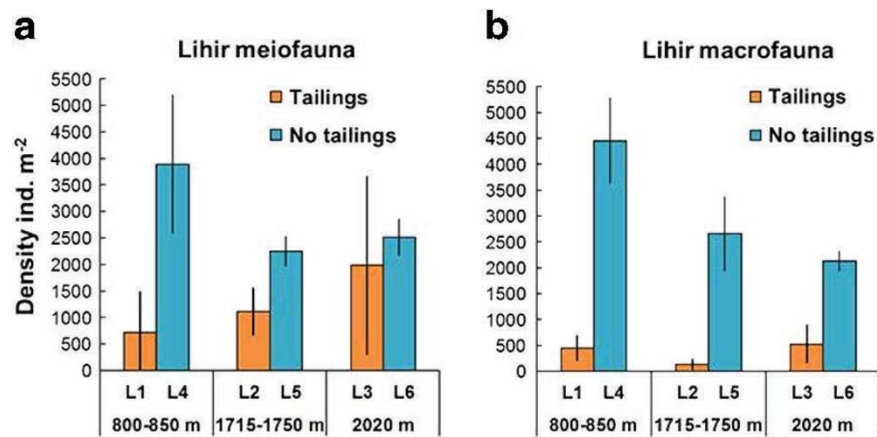 a
Lihir meiofauna
Density ind. m-2
5500
5000
4500
4000
3500
3000
2500
2000
1500
1000
500
0
Tailings
No tailings
L1 L4 L2 L5 L3 L6
800-850 m 1715-1750 m 2020 m
b
Lihir macrofauna
5500
5000
4500
4000
3500
3000
2500
2000
1500
1000
500
0
Tailings
No tailings
L1 L4 L2 L5 L3 L6
800-850 m 1715-1750 m 2020 m